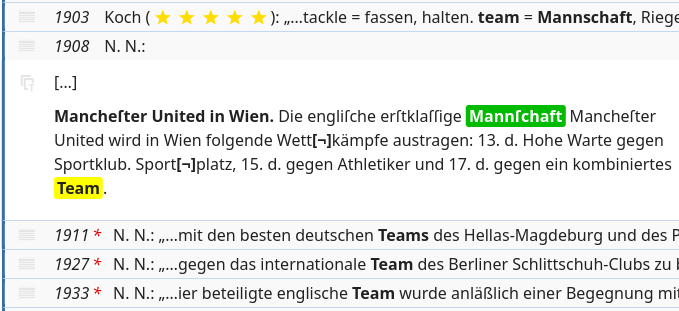 1903 Koch ( ★ ★ ★ ★ ★ ): „…tackle = fassen, halten. team = Mannschaft, Riege
1908 N. N.:
[…]
Mancheſter United in Wien. Die engliſche erſtklaſſige Mannſchaft Mancheſter
United wird in Wien folgende Wett[¬]kämpfe austragen: 13. d. Hohe Warte gegen
Sportklub. Sport[¬]platz, 15. d. gegen Athletiker und 17. d. gegen ein kombiniertes
Team.
1911 * N. N.: „…mit den besten deutschen Teams des Hellas-Magdeburg und des
1927 * N. N.: „…gegen das internationale Team des Berliner Schlittschuh-Clubs zu
1933 * N. N.: „…ier beteiligte englische Team wurde anläßlich einer Begegnung mit